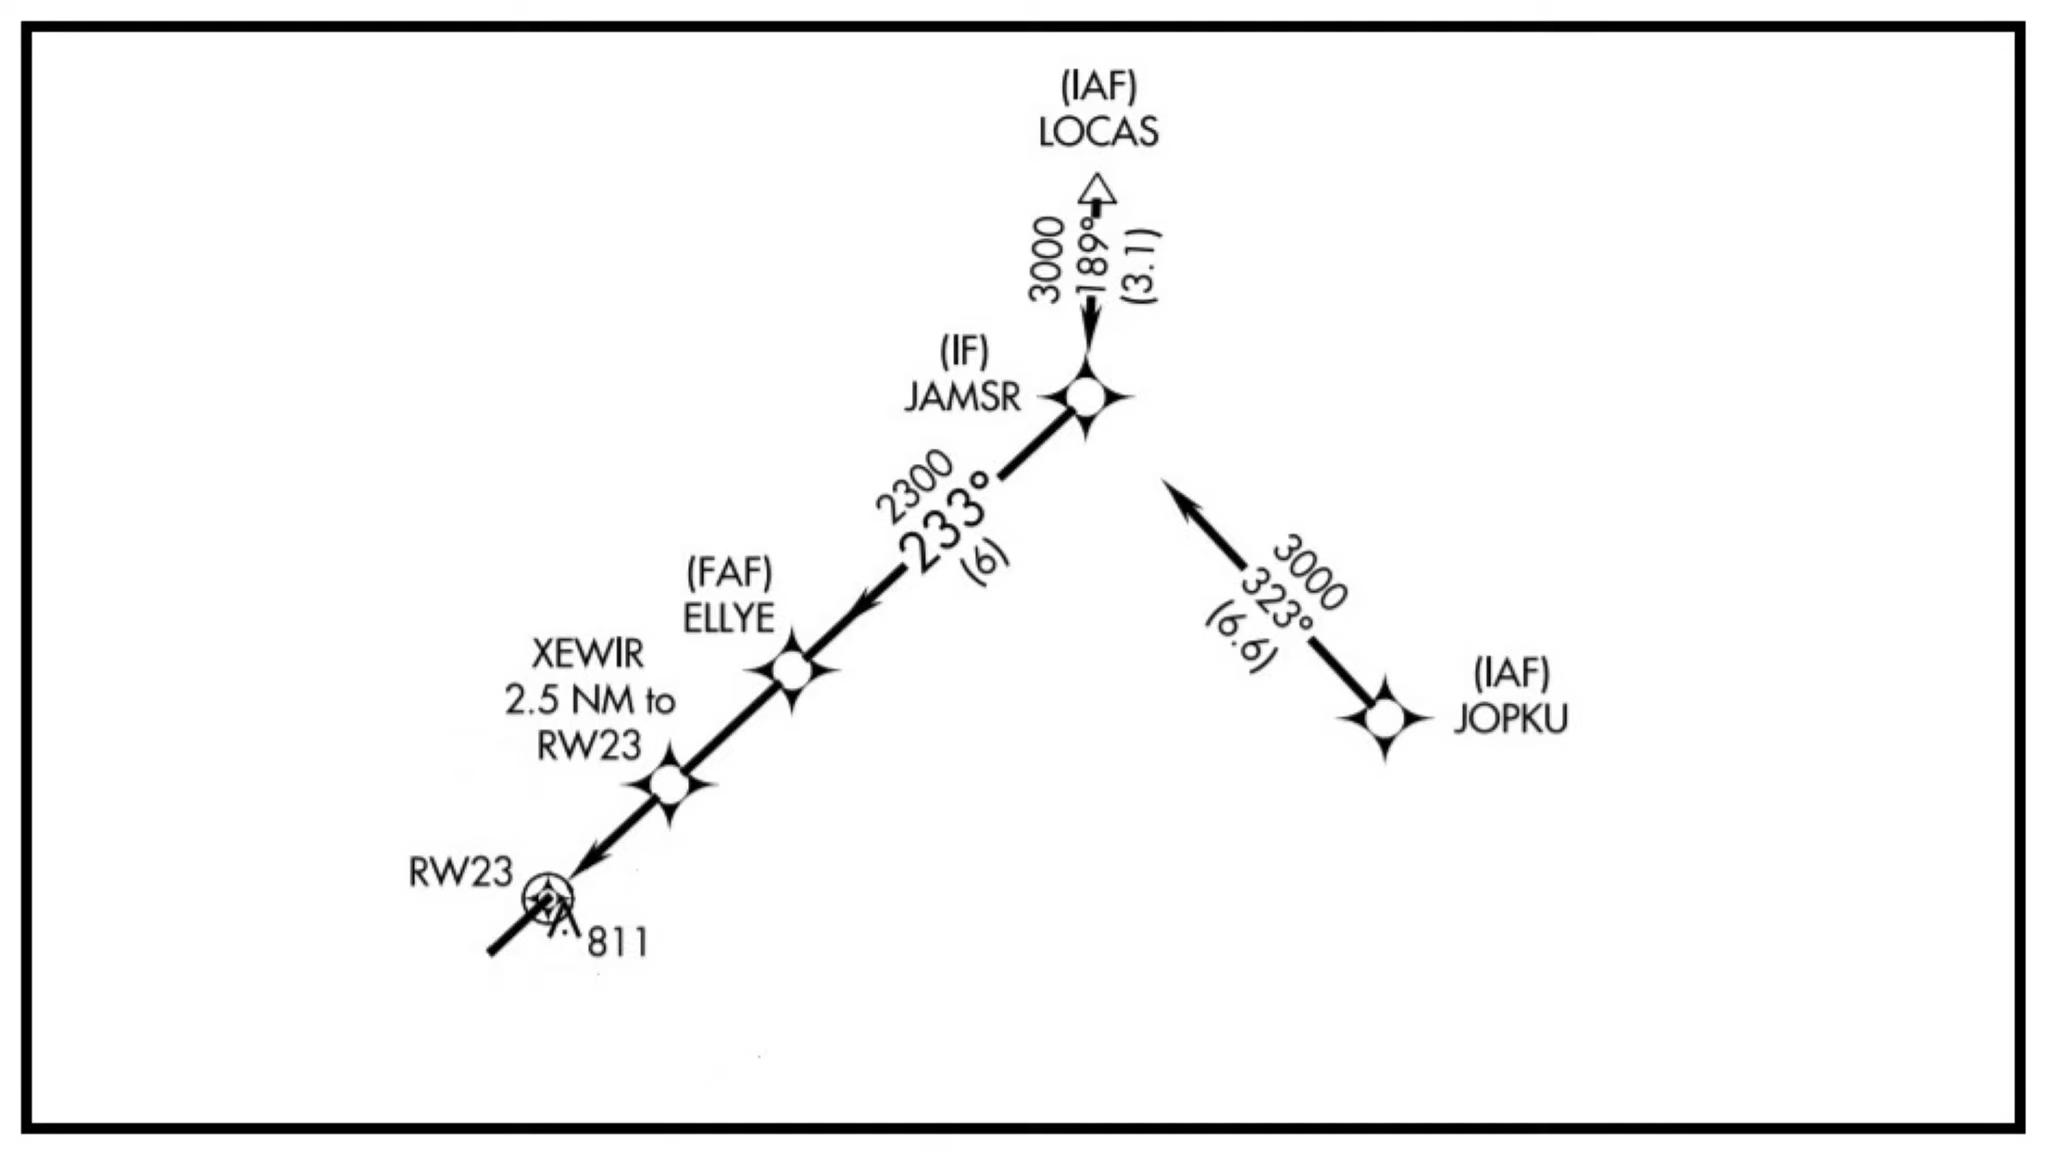 (IAF)
LOCAS
3000
189°
(3.1)
(IF)
JAMSR
2300
233°
(6)
(FAF)
ELLYE
3000
323°
(6.6)
(IAF)
JOPKU
XEWIR
2.5 NM to
RW23
RW23
811